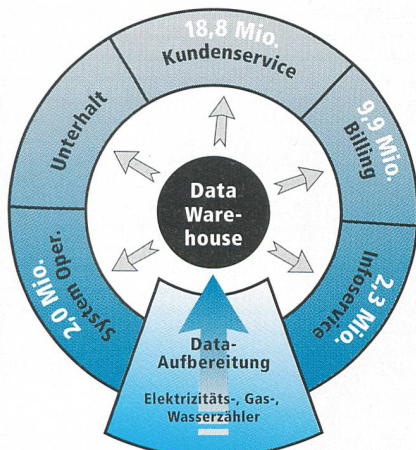 18,8 Mio.
Kundenservice
Unterhalt
9,9 Mio.
Billing
Data
Ware-
house
2,0 Mio.
System Oper.
2,3 Mio.
Infoservice
Data-
Aufbereitung
Elektrizitäts-, Gas-,
Wasserzähler